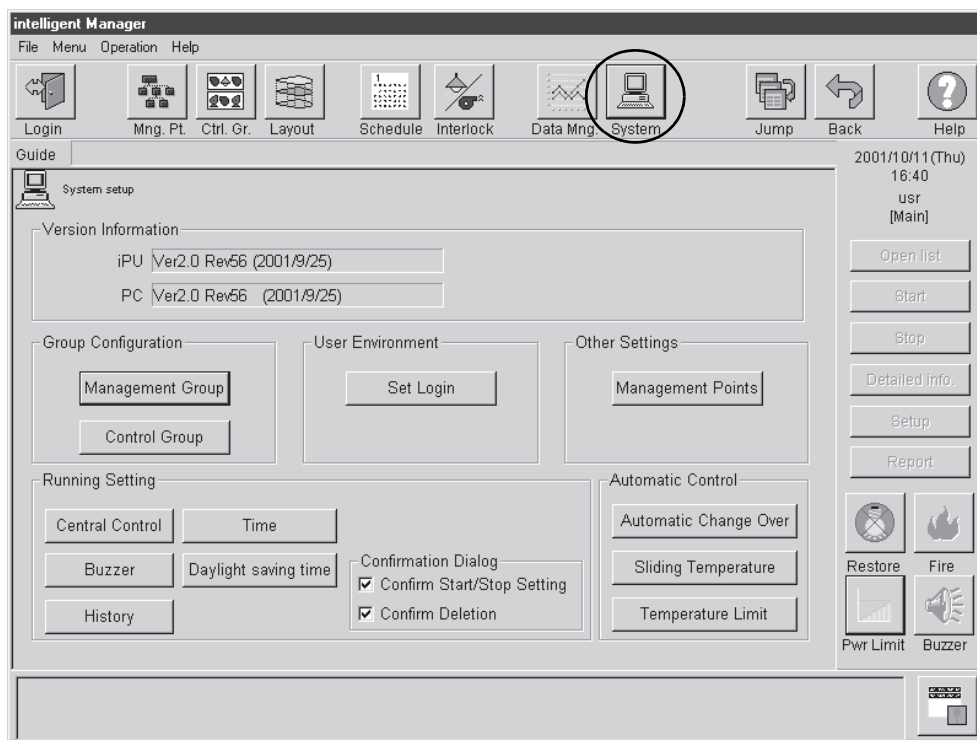 intelligent Manager
File Menu Operation Help
Login Mng. Pt. Ctrl. Gr. Layout Schedule Interlock Data Mng. System Jump Back Help
Guide
2001/10/11(Thu)
16:40
usr
[Main]
System setup
Version Information
iPU Ver2.0 Rev56 (2001/9/25)
PC Ver2.0 Rev56 (2001/9/25)
Group Configuration
Management Group
Control Group
User Environment
Set Login
Other Settings
Management Points
Running Setting
Central Control
Time
Buzzer
Daylight saving time
History
Confirmation Dialog
Confirm Start/Stop Setting
Confirm Deletion
Automatic Control
Automatic Change Over
Sliding Temperature
Temperature Limit
Open list
Start
Stop
Detailed info.
Setup
Report
Restore Fire
Pwr Limit Buzzer